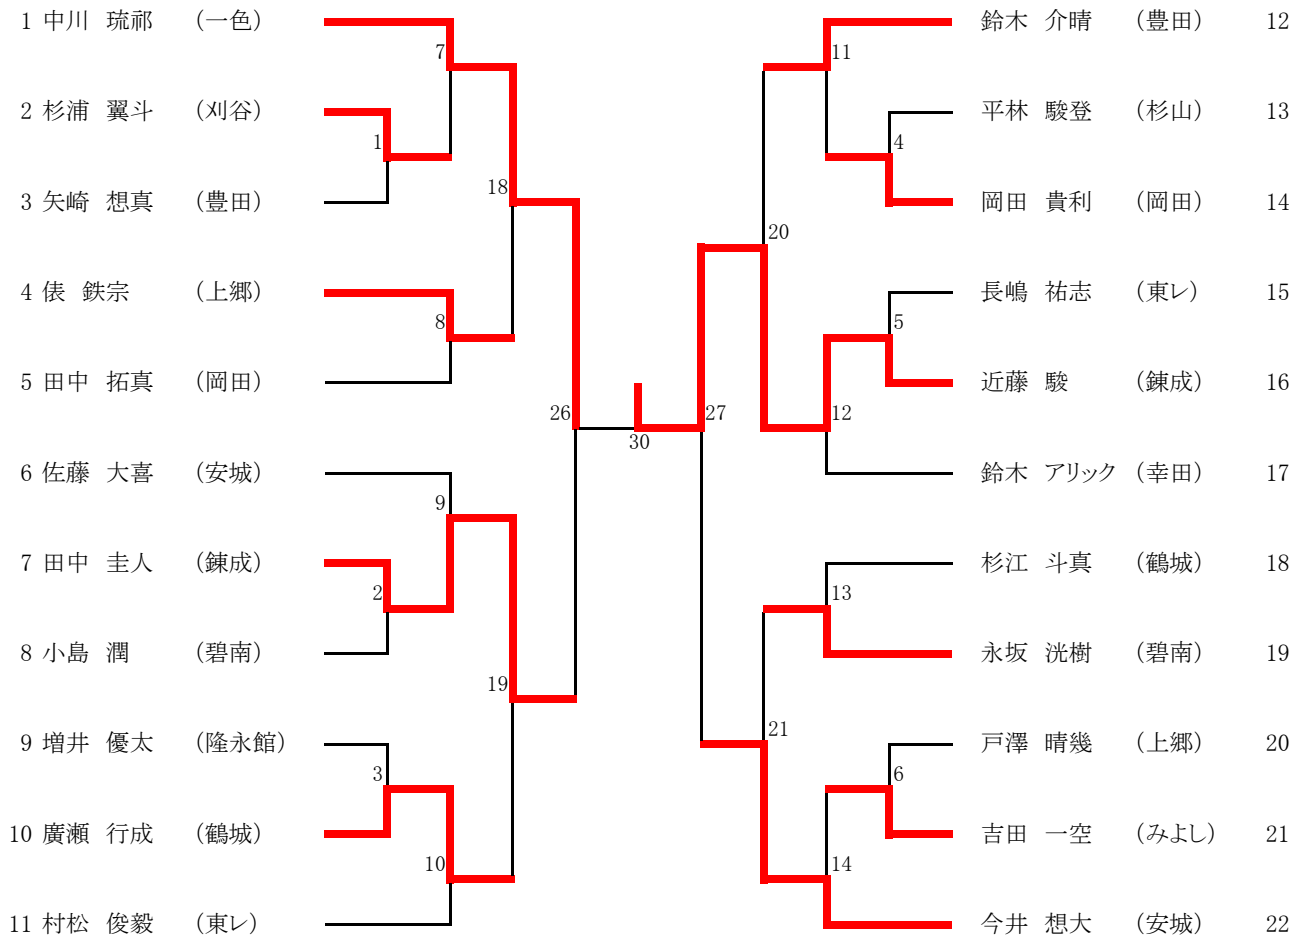 1 中川 琉祁 (一色)
2 杉浦 翼斗 (刈谷)
3 矢崎 想真 (豊田)
4 俵 鉄宗 (上郷)
5 田中 拓真 (岡田)
6 佐藤 大喜 (安城)
7 田中 圭人 (錬成)
8 小島 潤 (碧南)
9 増井 優太 (隆永館)
10 廣瀬 行成 (鶴城)
11 村松 俊毅 (東レ)
7
1
18
8
26
9
2
19
3
10
30
11
4
20
5
27
12
13
21
6
14
鈴木 介晴 (豊田) 12
平林 駿登 (杉山) 13
岡田 貴利 (岡田) 14
長嶋 祐志 (東レ) 15
近藤 駿 (錬成) 16
鈴木 アリック (幸田) 17
杉江 斗真 (鶴城) 18
永坂 洸樹 (碧南) 19
戸澤 晴幾 (上郷) 20
吉田 一空 (みよし) 21
今井 想大 (安城) 22